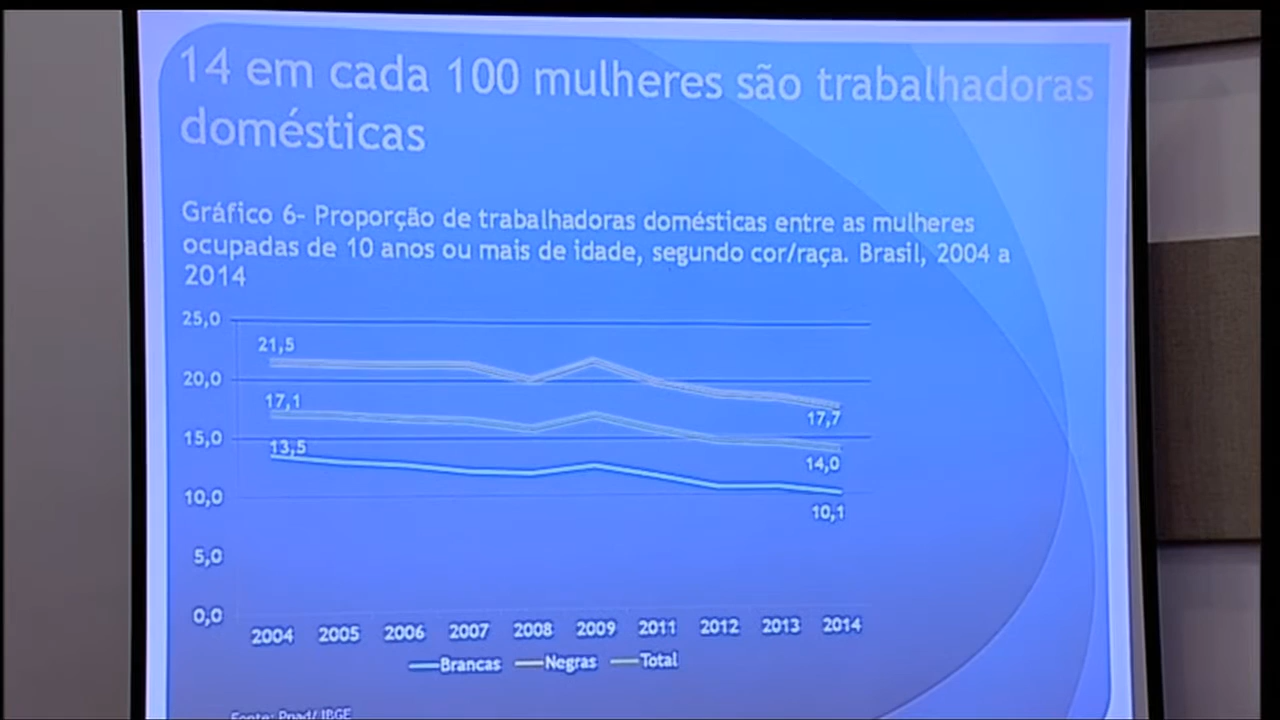 14 em cada 100 mulheres são trabalhadoras
domésticas
Gráfico 6- Proporção de trabalhadoras domésticas entre as mulheres
ocupadas de 10 anos ou mais de idade, segundo cor/raça. Brasil, 2004 a
2014
25,0
21,5
20,0
17,1
17,7
15,0
13,5
14,0
10,0
10,1
5,0
0,0
2004 2005 2006 2007 2008 2009 2011 2012 2013 2014
Brancas Negras Total
Fonte: Pnad/ IBGE